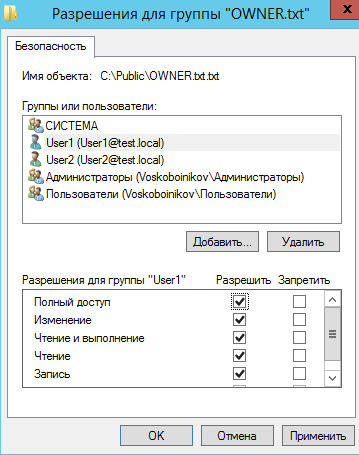 Разрешения для группы "OWNER.txt"
Безопасность
Имя объекта: C:\Public\OWNER.txt.txt
Группы или пользователи:
СИСТЕМА
User1 (User1@test.local)
User2 (User2@test.local)
Администраторы (Voskoboinikov\Администраторы)
Пользователи (Voskoboinikov\Пользователи)
Добавить... Удалить
Разрешения для группы "User1" Разрешить Запретить
Полный доступ
Изменение
Чтение и выполнение
Чтение
Запись
OK Отмена Применить